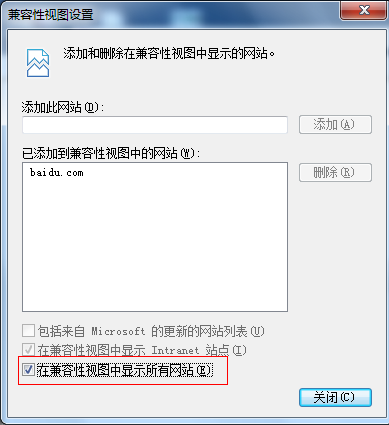 兼容性视图设置
添加和删除在兼容性视图中显示的网站。
添加此网站(D):
添加(A)
已添加到兼容性视图中的网站(W):
baidu.com
删除(R)
包括来自 Microsoft 的更新的网站列表(U)
在兼容性视图中显示 Intranet 站点(I)
在兼容性视图中显示所有网站(E)
关闭(C)